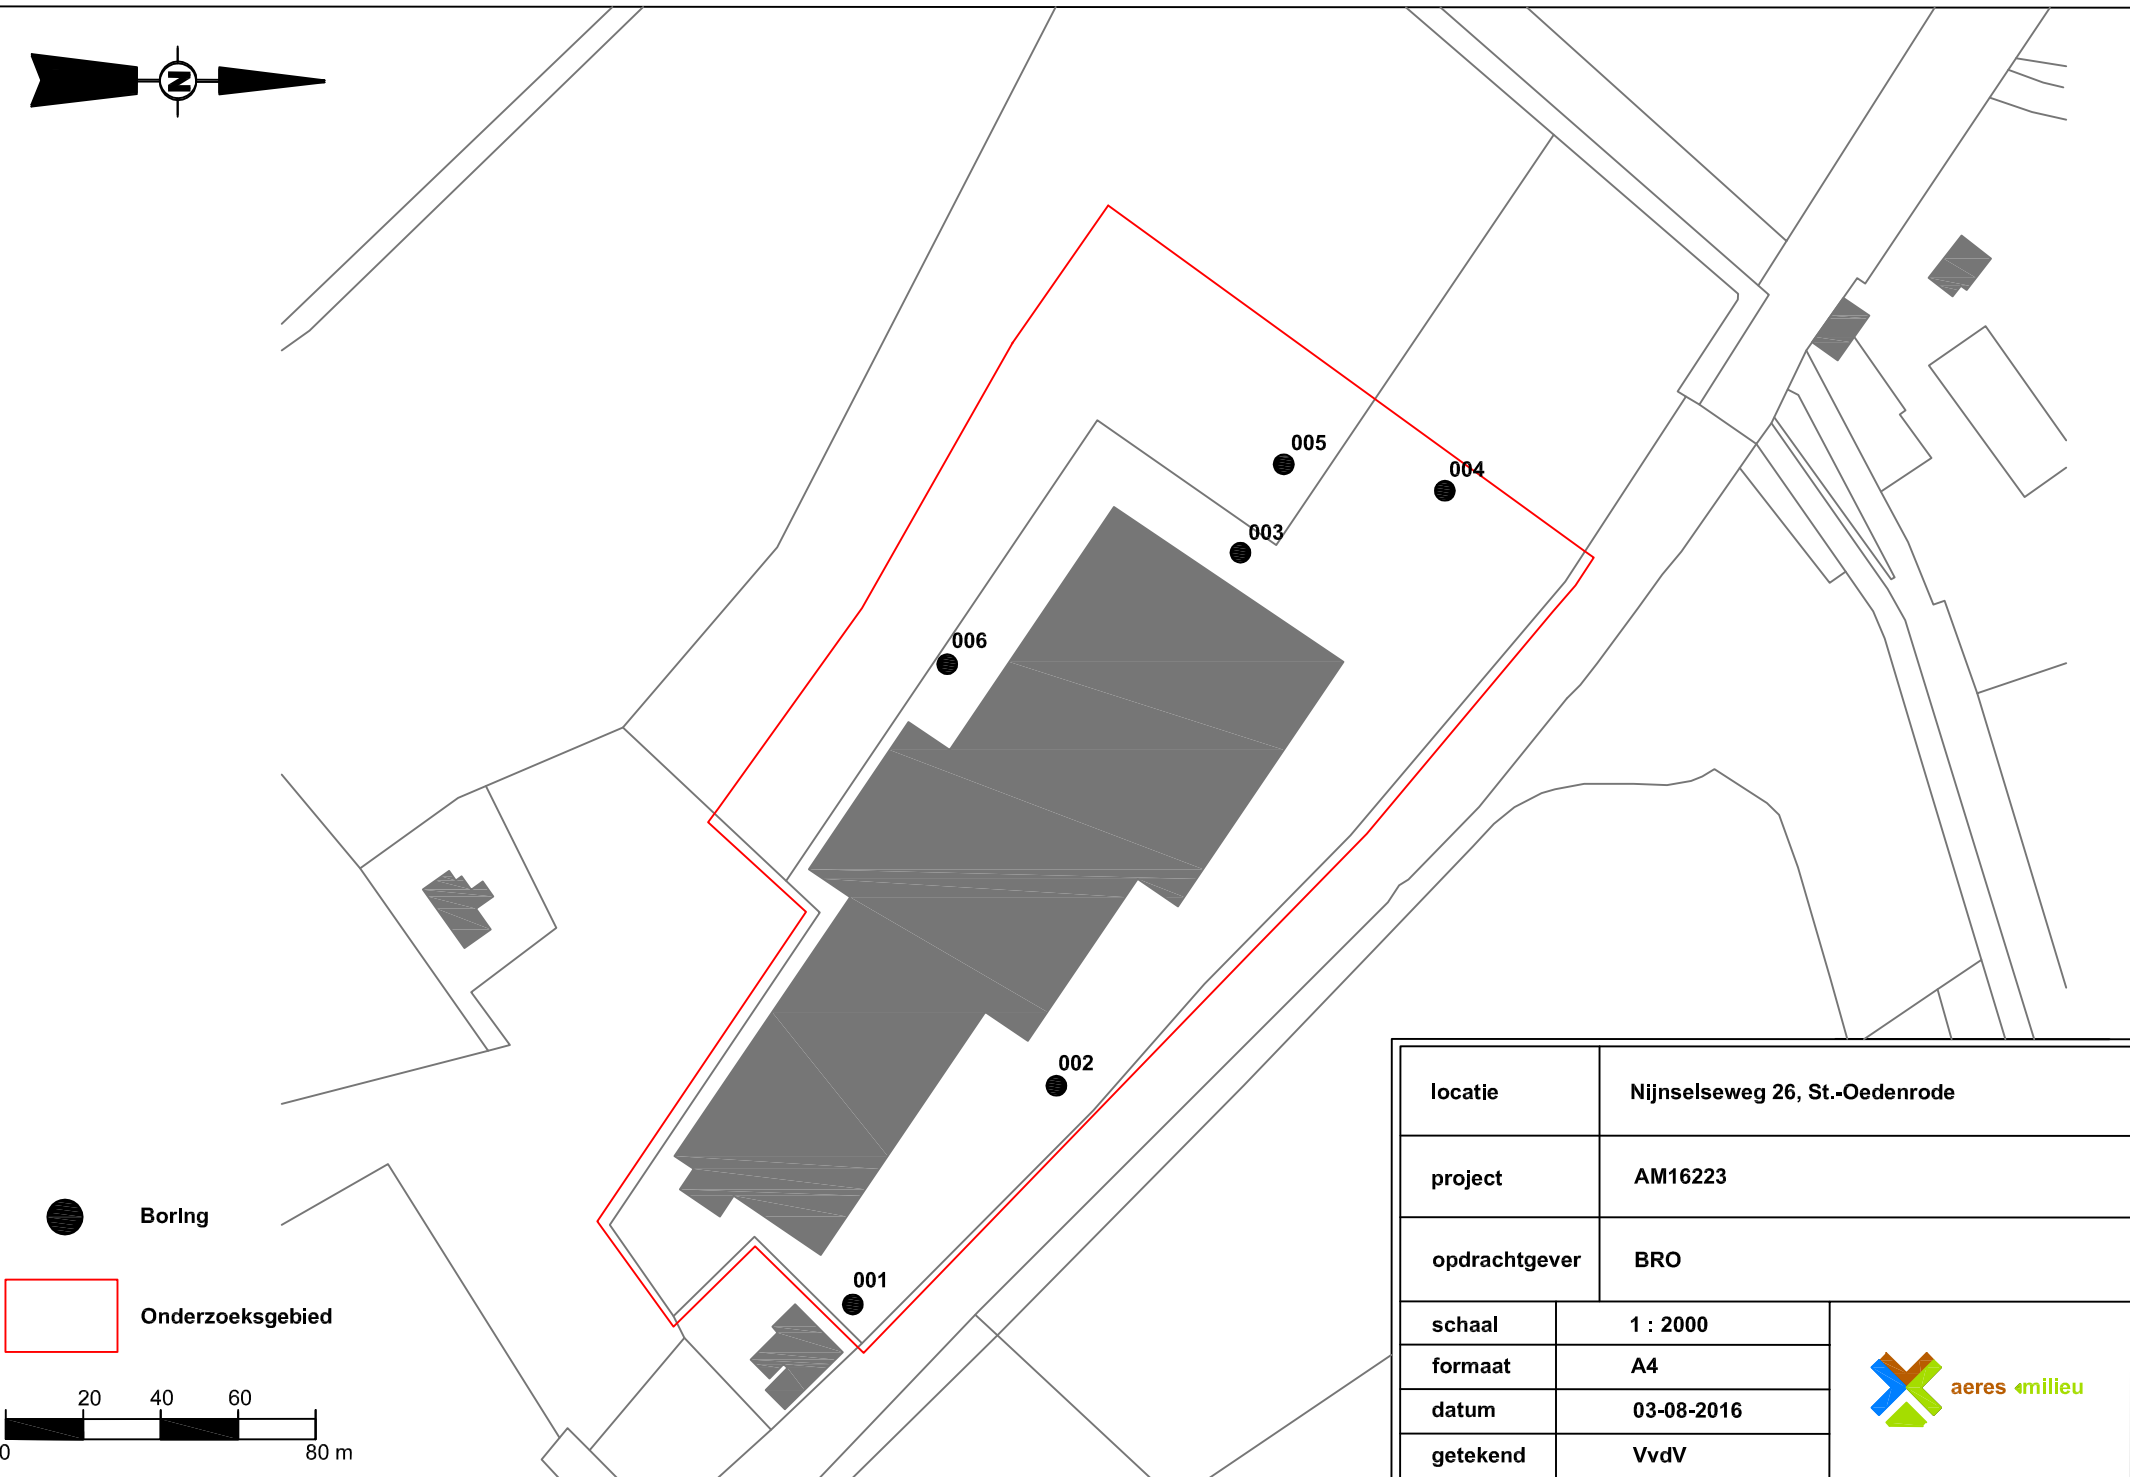 N
005
004
003
006
002
001
Boring
Onderzoeksgebied
20 40 60
0 80 m
locatie Nijnselseweg 26, St.-Oedenrode
project AM16223
opdrachtgever BRO
schaal 1 : 2000
formaat A4
datum 03-08-2016
getekend VvdV
aeres milieu